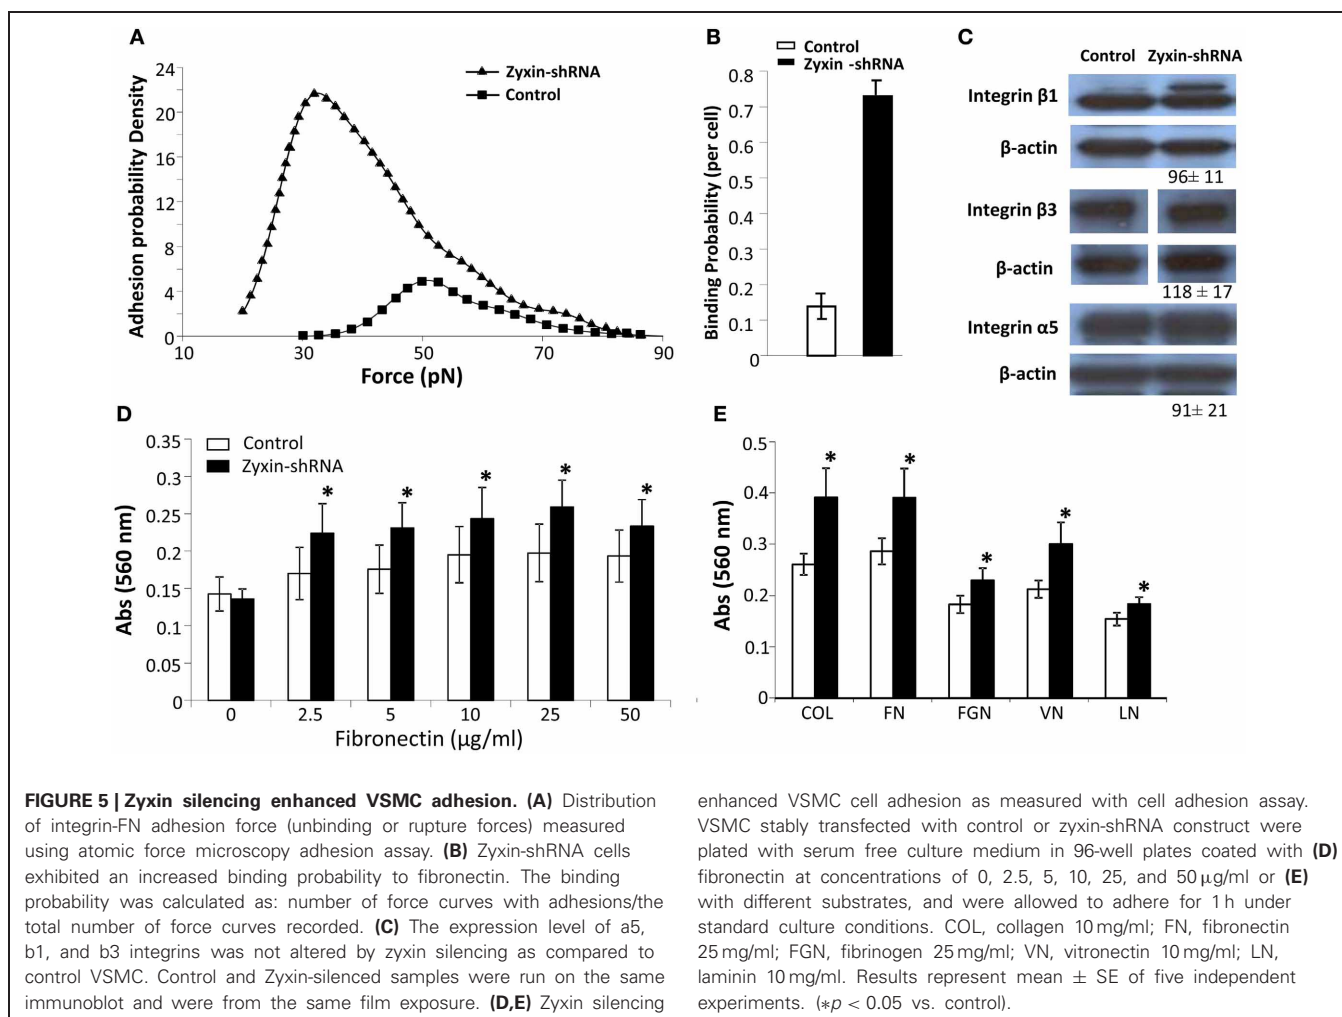 A
Adhesion probability Density
24
20
16
12
8
4
0
10
30
50
70
90
Force (pN)
Zyxin-shRNA
Control
B
Control
Zyxin -shRNA
Binding Probability (per cell)
0.8
0.7
0.6
0.5
0.4
0.3
0.2
0.1
0
C
Control Zyxin-shRNA
Integrin β1
β-actin
96± 11
Integrin β3
β-actin
118 ± 17
Integrin α5
β-actin
91± 21
D
Control
Zyxin-shRNA
Abs (560 nm)
0.35
0.3
0.25
0.2
0.15
0.1
0.05
0
* * * * *
0 2.5 5 10 25 50
Fibronectin (µg/ml)
E
Abs (560 nm)
0.5
0.4
0.3
0.2
0.1
0
* * * * *
COL FN FGN VN LN
FIGURE 5 | Zyxin silencing enhanced VSMC adhesion. (A) Distribution
of integrin-FN adhesion force (unbinding or rupture forces) measured
using atomic force microscopy adhesion assay. (B) Zyxin-shRNA cells
exhibited an increased binding probability to fibronectin. The binding
probability was calculated as: number of force curves with adhesions/the
total number of force curves recorded. (C) The expression level of a5,
b1, and b3 integrins was not altered by zyxin silencing as compared to
control VSMC. Control and Zyxin-silenced samples were run on the same
immunoblot and were from the same film exposure. (D,E) Zyxin silencing
enhanced VSMC cell adhesion as measured with cell adhesion assay.
VSMC stably transfected with control or zyxin-shRNA construct were
plated with serum free culture medium in 96-well plates coated with (D)
fibronectin at concentrations of 0, 2.5, 5, 10, 25, and 50 µg/ml or (E)
with different substrates, and were allowed to adhere for 1 h under
standard culture conditions. COL, collagen 10 mg/ml; FN, fibronectin
25 mg/ml; FGN, fibrinogen 25 mg/ml; VN, vitronectin 10 mg/ml; LN,
laminin 10 mg/ml. Results represent mean ± SE of five independent
experiments. (*p < 0.05 vs. control).